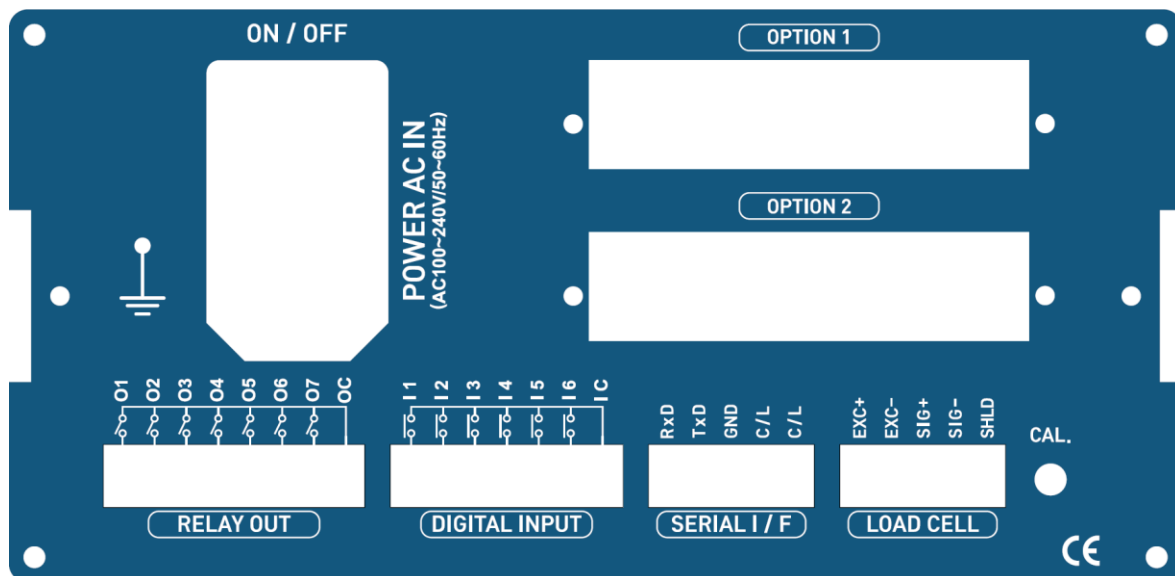 ON / OFF
OPTION 1
POWER AC IN
(AC100~240V/50~60Hz)
OPTION 2
O1 O2 O3 O4 O5 O6 O7 OC
I1 I2 I3 I4 I5 I6 IC
RxD TxD GND C/L C/L
EXC+ EXC- SIG+ SIG- SHLD
CAL.
RELAY OUT
DIGITAL INPUT
SERIAL I / F
LOAD CELL
CE